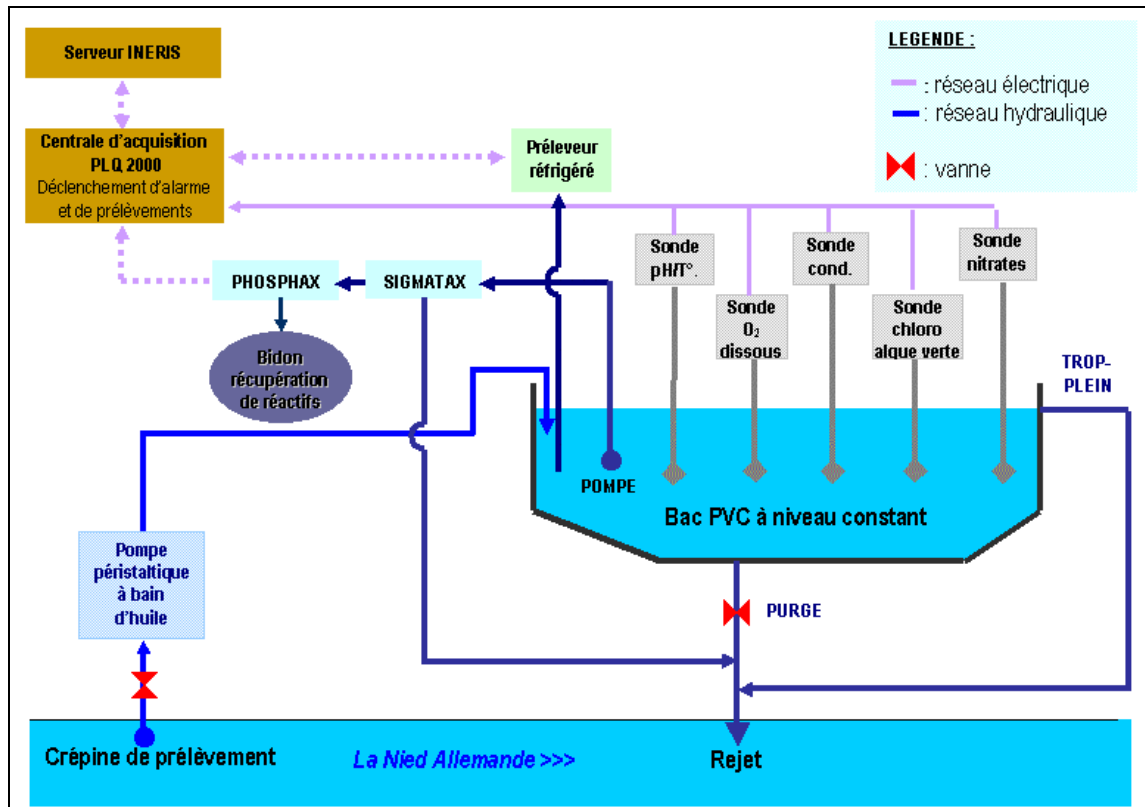 Serveur INERIS
Centrale d'acquisition
PLQ 2000
Déclenchement d'alarme
et de prélèvements
Préleveur
réfrigéré
LEGENDE :
: réseau électrique
: réseau hydraulique
: vanne
PHOSPHAX
SIGMATAX
Bidon
récupération
de réactifs
Sonde
pH/T°.
Sonde
O₂
dissous
Sonde
cond.
Sonde
chloro
algue verte
Sonde
nitrates
TROP-
PLEIN
POMPE
Bac PVC à niveau constant
Pompe
péristaltique
à bain
d'huile
PURGE
Crépine de prélèvement
La Nied Allemande >>>
Rejet